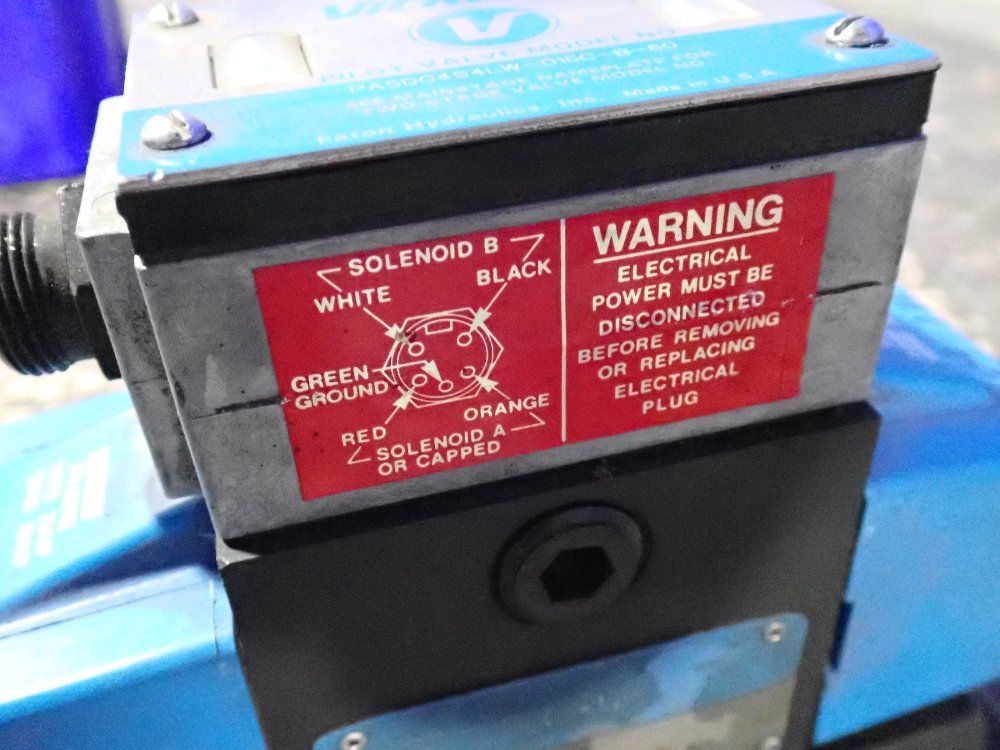 V
PILOT VALVE MODEL NO.
PA5DG4S4LW-016C-B-60
SEE MAINSTAGE NAMEPLATE FOR
TWO STAGE VALVE MODEL NO.
Eaton Hydraulics, Inc. Made in U.S.A
SOLENOID B
WHITE
BLACK
GREEN
GROUND
ORANGE
RED
SOLENOID A
OR CAPPED
WARNING
ELECTRICAL
POWER MUST BE
DISCONNECTED
BEFORE REMOVING
OR REPLACING
ELECTRICAL
PLUG